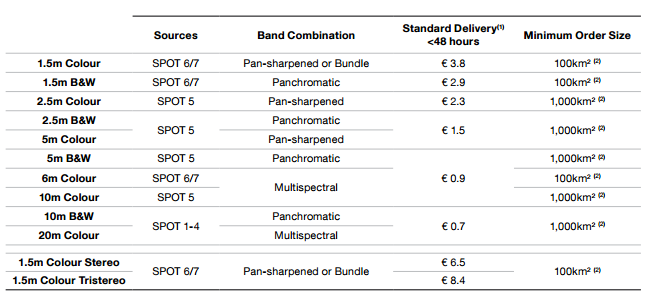 Sources Band Combination Standard Delivery(1) <48 hours Minimum Order Size
1.5m Colour SPOT 6/7 Pan-sharpened or Bundle € 3.8 100km² (2)
1.5m B&W SPOT 6/7 Panchromatic € 2.9 100km² (2)
2.5m Colour SPOT 5 Pan-sharpened € 2.3 1,000km² (2)
2.5m B&W SPOT 5 Panchromatic € 1.5 1,000km² (2)
5m Colour Pan-sharpened
5m B&W SPOT 5 Panchromatic € 0.9 1,000km² (2)
6m Colour SPOT 6/7 Multispectral 100km² (2)
10m Colour SPOT 5 1,000km² (2)
10m B&W SPOT 1-4 Panchromatic € 0.7 1,000km² (2)
20m Colour Multispectral
1.5m Colour Stereo SPOT 6/7 Pan-sharpened or Bundle € 6.5 100km² (2)
1.5m Colour Tristereo € 8.4